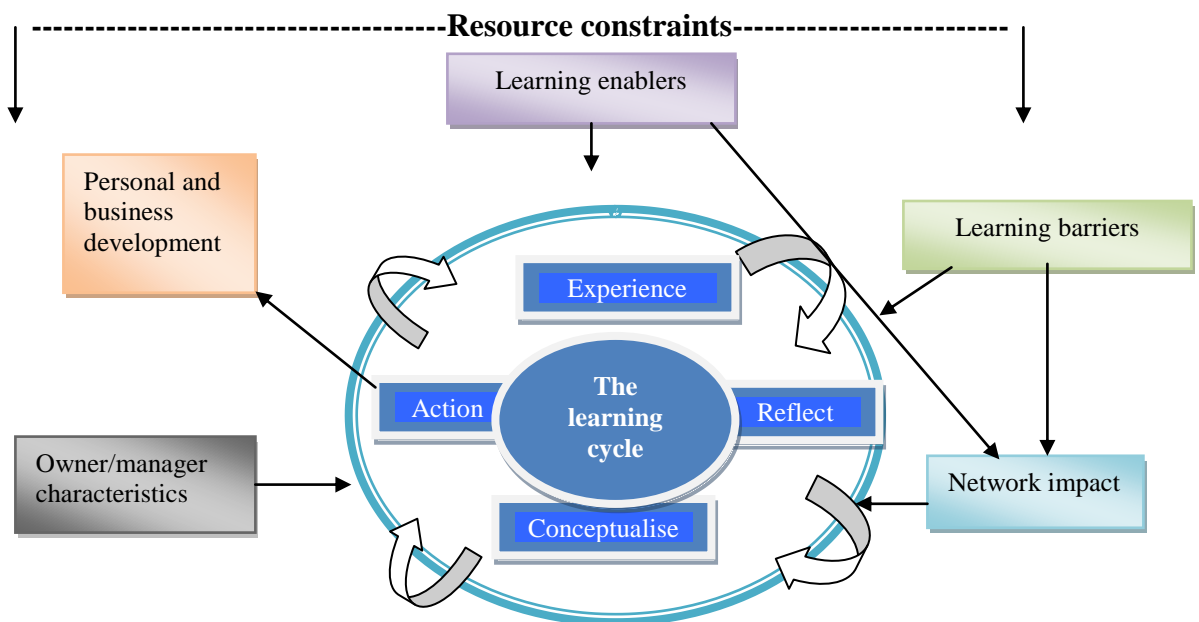 Resource constraints
Learning enablers
Personal and
business
development
Learning barriers
Experience
The
learning
cycle
Action
Reflect
Owner/manager
characteristics
Network impact
Conceptualise